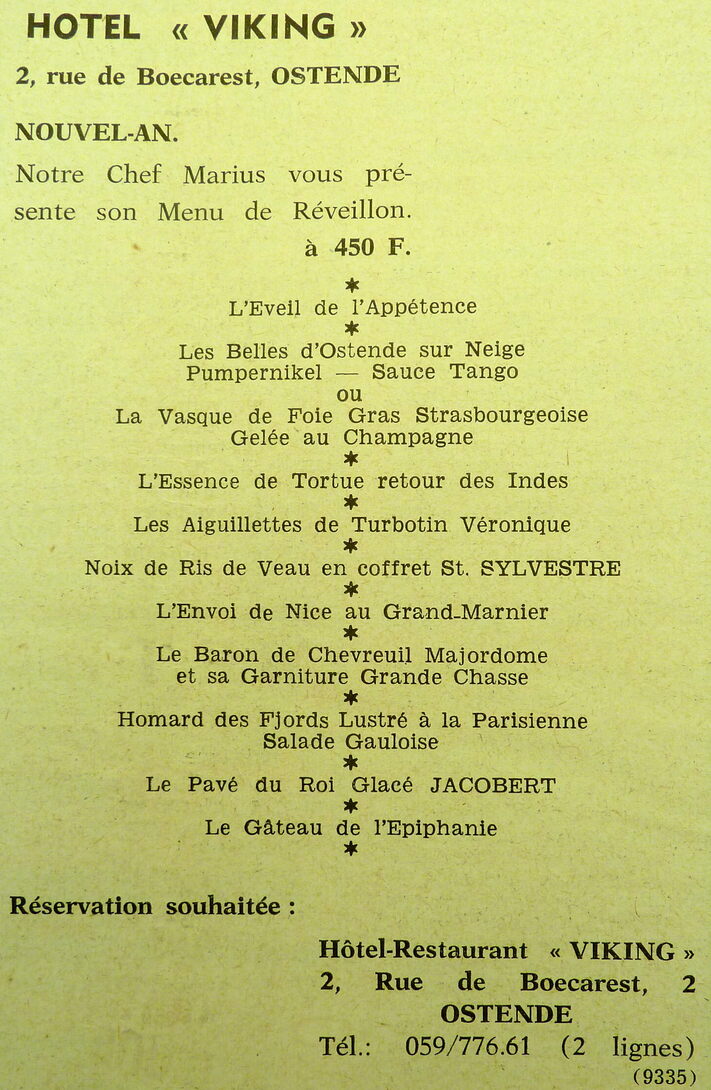 HOTEL « VIKING »
2, rue de Boecarest, OSTENDE
NOUVEL-AN.
Notre Chef Marius vous pré-
sente son Menu de Réveillon.
à 450 F.
*
L'Eveil de l'Appétence
*
Les Belles d'Ostende sur Neige
Pumpernikel — Sauce Tango
ou
La Vasque de Foie Gras Strasbourgeoise
Gelée au Champagne
*
L'Essence de Tortue retour des Indes
*
Les Aiguillettes de Turbotin Véronique
*
Noix de Ris de Veau en coffret St. SYLVESTRE
*
L'Envoi de Nice au Grand-Marnier
*
Le Baron de Chevreuil Majordome
et sa Garniture Grande Chasse
*
Homard des Fjords Lustré à la Parisienne
Salade Gauloise
*
Le Pavé du Roi Glacé JACOBERT
*
Le Gâteau de l'Epiphanie
*
Réservation souhaitée :
Hôtel-Restaurant « VIKING »
2, Rue de Boecarest, 2
OSTENDE
Tél.: 059/776.61 (2 lignes)
(9335)